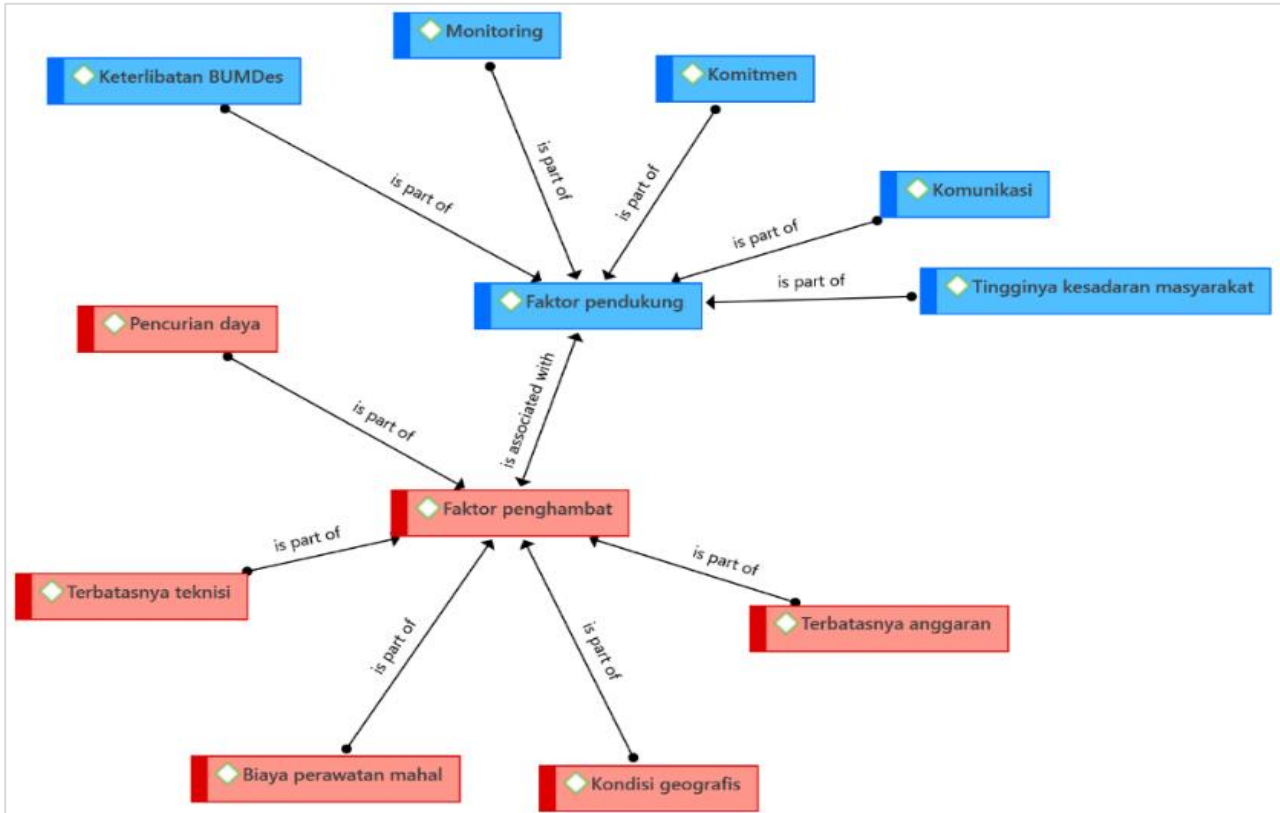 Monitoring
Keterlibatan BUMDes
Komitmen
is part of
is part of
is part of
Komunikasi
is part of
is part of
Tingginya kesadaran masyarakat
Faktor pendukung
Pencurian daya
is associated with
is part of
Faktor penghambat
is part of
is part of
Terbatasnya teknisi
Terbatasnya anggaran
is part of
is part of
Biaya perawatan mahal
Kondisi geografis